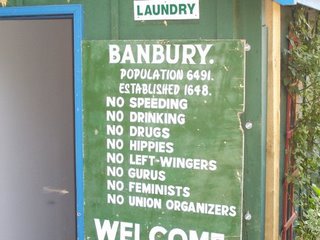 LAUNDRY
BANBURY.
POPULATION 6491.
ESTABLISHED 1648.
NO SPEEDING
NO DRINKING
NO DRUGS
NO HIPPIES
NO LEFT-WINGERS
NO GURUS
NO FEMINISTS
NO UNION ORGANIZERS
WELCOME